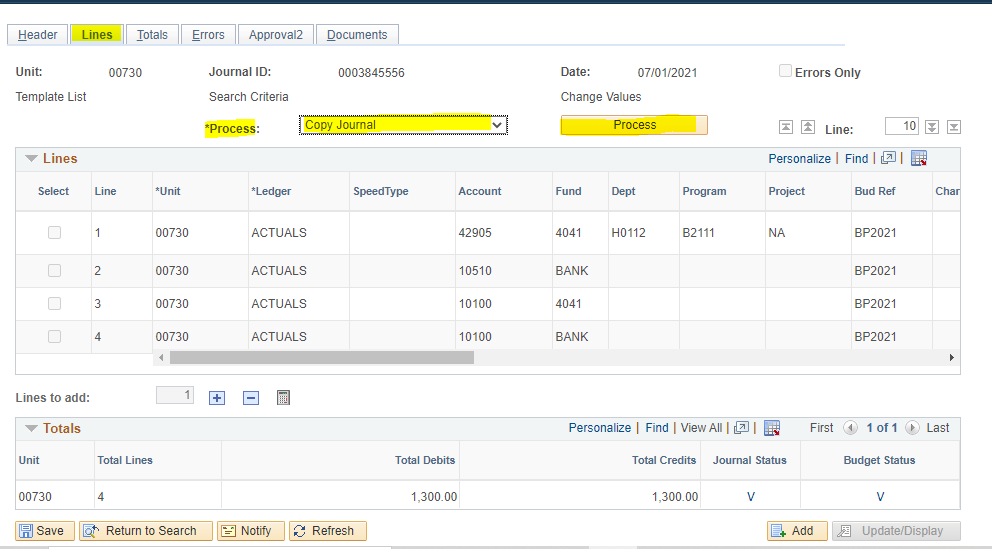 Header Lines Totals Errors Approval2 Documents
Unit: 00730 Journal ID: 0003845556 Date: 07/01/2021 Errors Only
Template List Search Criteria Change Values
*Process: Copy Journal Process Line: 10
Lines Personalize | Find | |
Select Line *Unit *Ledger SpeedType Account Fund Dept Program Project Bud Ref Char
1 00730 ACTUALS 42905 4041 H0112 B2111 NA BP2021
2 00730 ACTUALS 10510 BANK BP2021
3 00730 ACTUALS 10100 4041 BP2021
4 00730 ACTUALS 10100 BANK BP2021
Lines to add: 1
Totals Personalize | Find | View All | | First 1 of 1 Last
Unit Total Lines Total Debits Total Credits Journal Status Budget Status
00730 4 1,300.00 1,300.00 V V
Save Return to Search Notify Refresh Add Update/Display